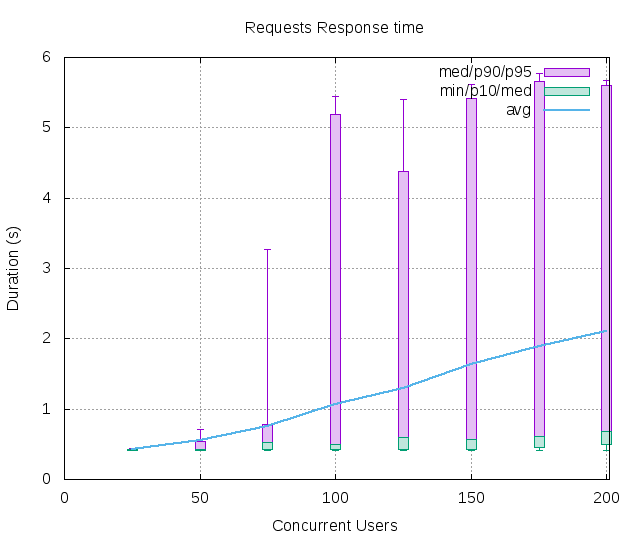 Requests Response time
6
5
4
3
2
1
0
Duration (s)
med/p90/p95
min/p10/med
avg
0
50
100
150
200
Concurrent Users